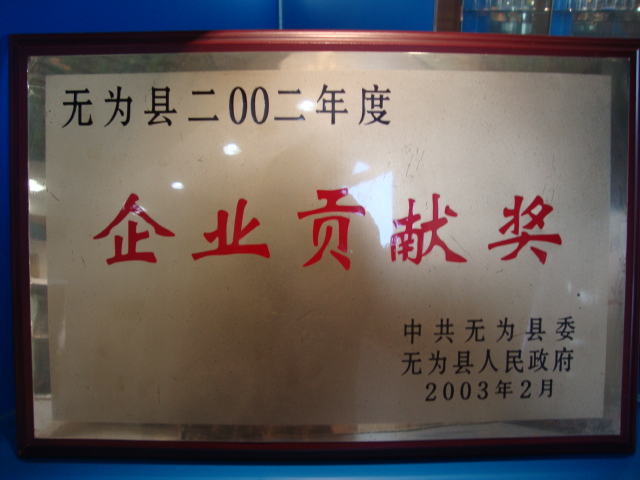 无为县二00二年度
企业贡献奖
中共无为县委
无为县人民政府
2003年2月